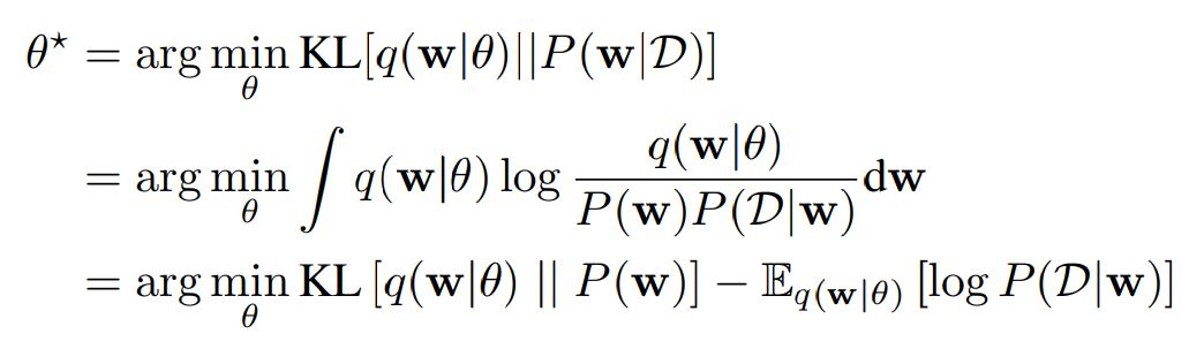 θ⋆ = arg min_θ KL[q(𝐰|θ)||P(𝐰|𝒟)]
= arg min_θ ∫ q(𝐰|θ) log q(𝐰|θ) / P(𝐰)P(𝒟|𝐰) d𝐰
= arg min_θ KL [q(𝐰|θ) || P(𝐰)] − 𝔼_q(𝐰|θ) [log P(𝒟|𝐰)]